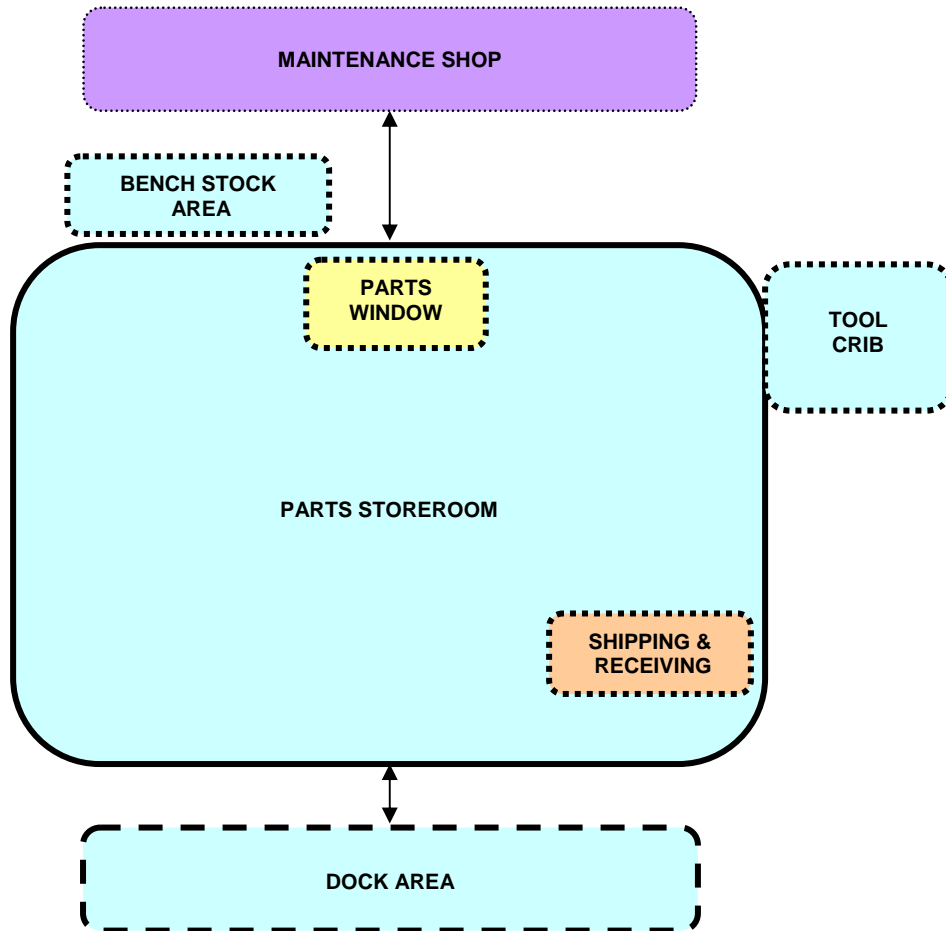 MAINTENANCE SHOP
BENCH STOCK
AREA
PARTS
WINDOW
TOOL
CRIB
PARTS STOREROOM
SHIPPING &
RECEIVING
DOCK AREA